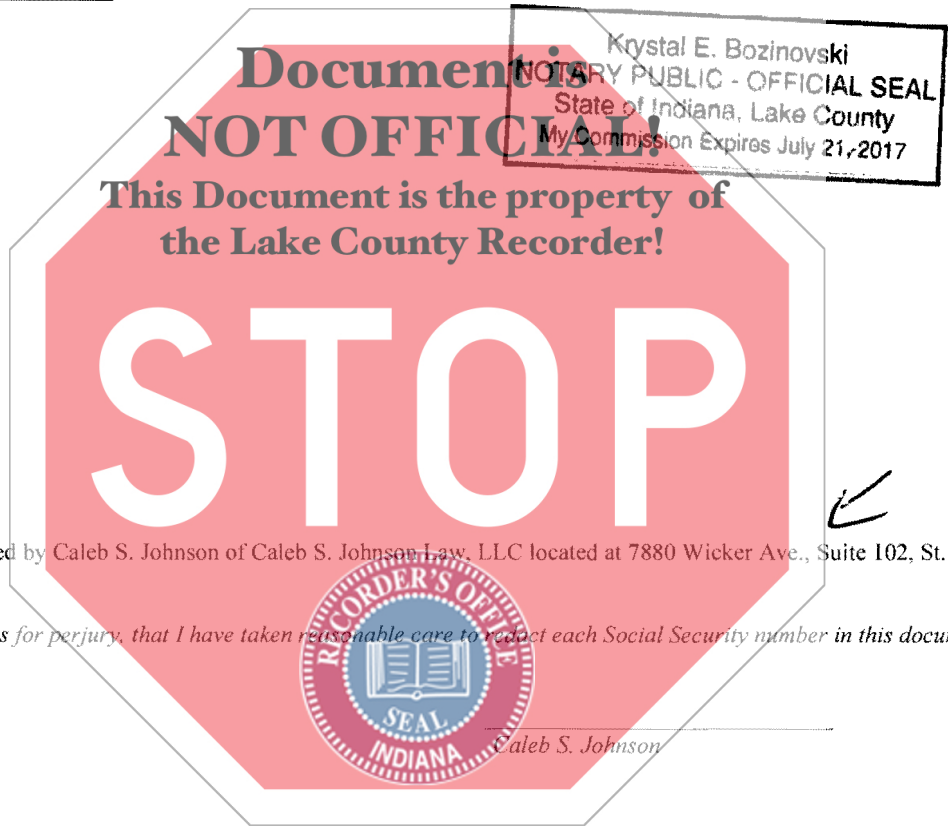 Krystal E. Bozinovski
NOTARY PUBLIC - OFFICIAL SEAL
State of Indiana, Lake County
My Commission Expires July 21, 2017
Document is
NOT OFFICIAL!
This Document is the property of
the Lake County Recorder!
STOP
ed by Caleb S. Johnson of Caleb S. Johnson Law, LLC located at 7880 Wicker Ave., Suite 102, St.
s for perjury, that I have taken reasonable care to redact each Social Security number in this docu
RECORDER'S OFFICE
SEAL
INDIANA
Caleb S. Johnson